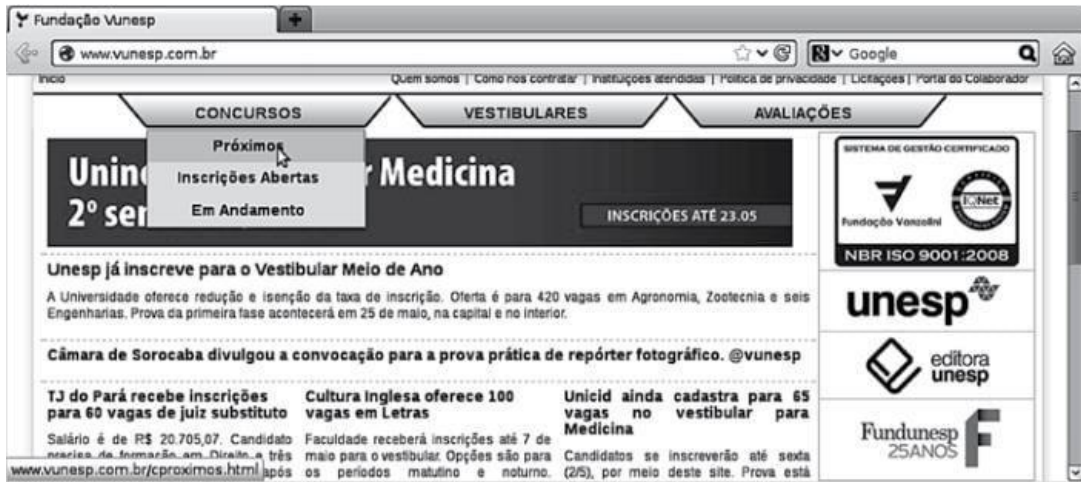 Fundação Vunesp
www.vunesp.com.br
Google
Início
Quem somos | Como nos contratar | Instituições atendidas | Política de privacidade | Licitações | Portal do Colaborador
CONCURSOS
VESTIBULARES
AVALIAÇÕES
Próximos
Inscrições Abertas
Em Andamento
r Medicina
2º
INSCRIÇÕES ATÉ 23.05
SISTEMA DE GESTÃO CERTIFICADO
Fundação Vanzolini
IQNet
NBR ISO 9001:2008
Unesp já inscreve para o Vestibular Meio de Ano
A Universidade oferece redução e isenção da taxa de inscrição. Oferta é para 420 vagas em Agronomia, Zootecnia e seis
Engenharias. Prova da primeira fase acontecerá em 25 de maio, na capital e no interior.
Câmara de Sorocaba divulgou a convocação para a prova prática de repórter fotográfico. @vunesp
TJ do Pará recebe inscrições
para 60 vagas de juiz substituto
Salário é de R$ 20.705,07. Candidato
precisa de formação em Direito e três
após
Cultura Inglesa oferece 100
vagas em Letras
Faculdade receberá inscrições até 7 de
maio para o vestibular. Opções são para
os períodos matutino e noturno.
Unicid ainda cadastra para 65
vagas no vestibular para
Medicina
Candidatos se inscreverão até sexta
(2/5), por meio deste site. Prova está
unesp
editora
unesp
Fundunesp
25ANOS
www.vunesp.com.br/cproximos.html